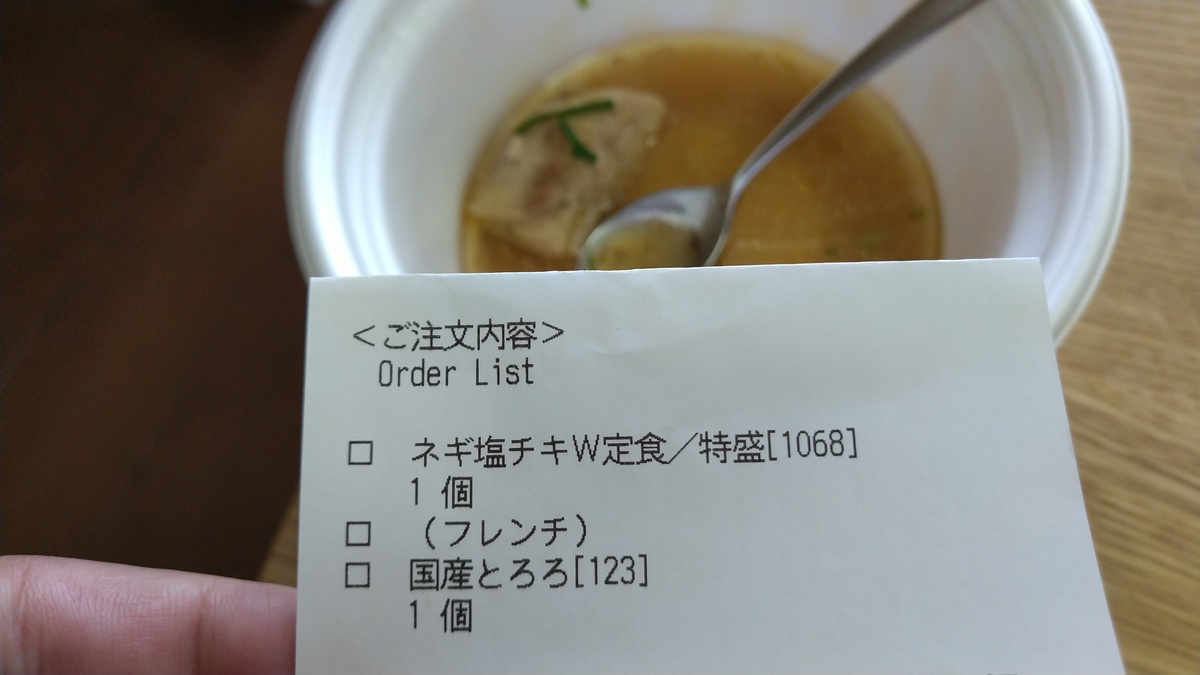 <ご注文内容>
Order List
□ ネギ塩チキW定食/特盛[1068]
1個
□ (フレンチ)
□ 国産とろろ[123]
1個